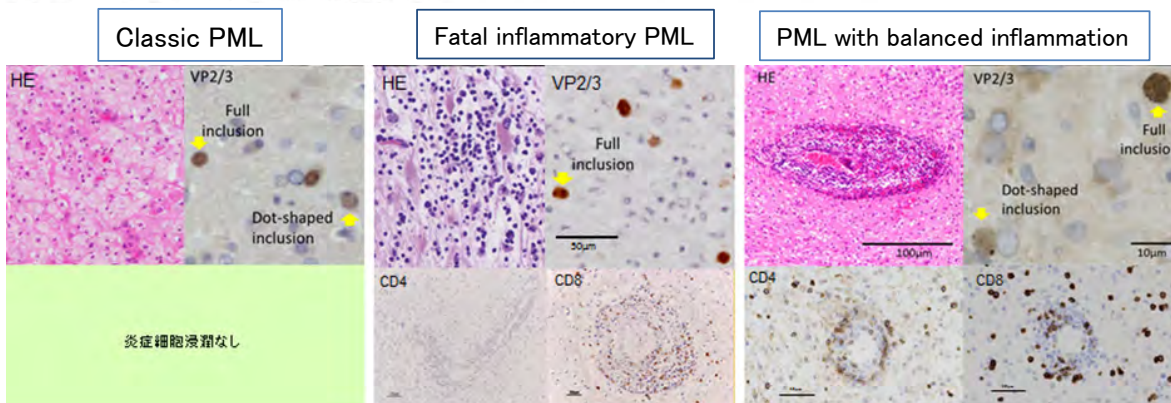 Classic PML
Fatal inflammatory PML
PML with balanced inflammation
HE
VP2/3
Full
inclusion
Dot-shaped
inclusion
炎症細胞浸潤なし
HE
VP2/3
Full
inclusion
50μm
CD4
CD8
HE
100μm
VP2/3
Full
inclusion
Dot-shaped
inclusion
10μm
CD4
CD8